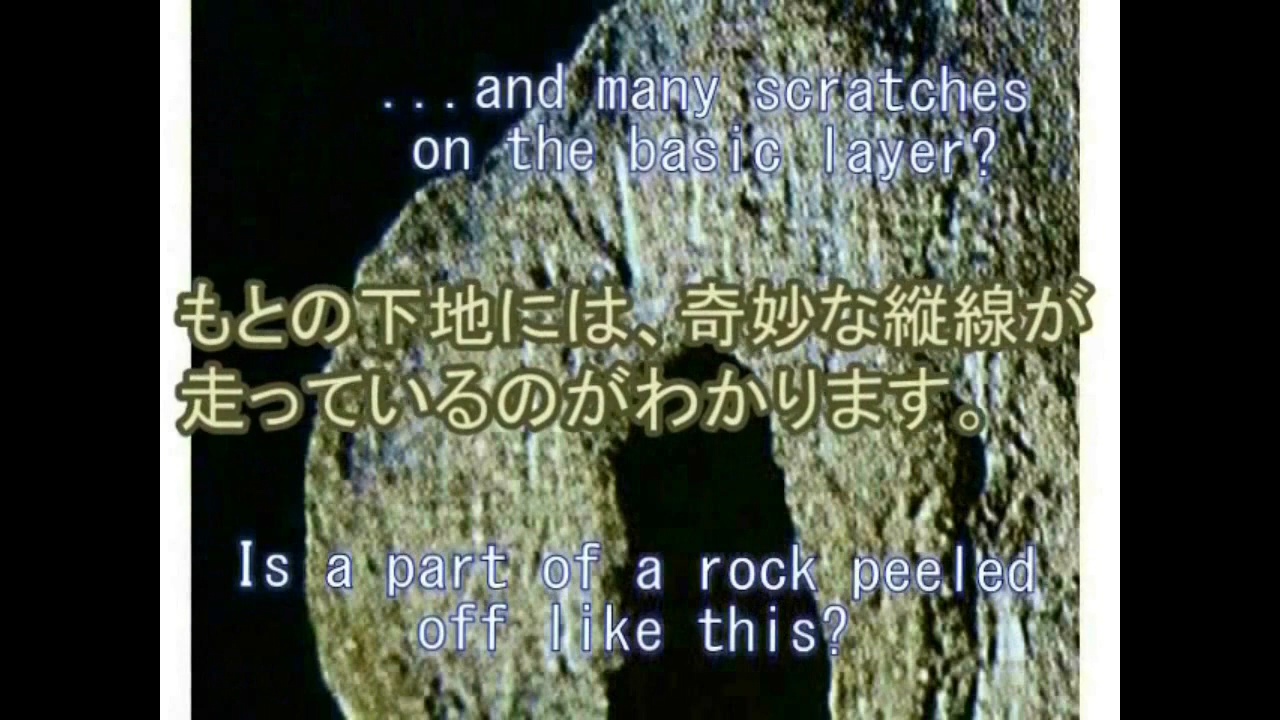 ...and many scratches
on the basic layer?
もとの下地には、奇妙な縦線が
走っているのがわかります。
Is a part of a rock peeled
off like this?